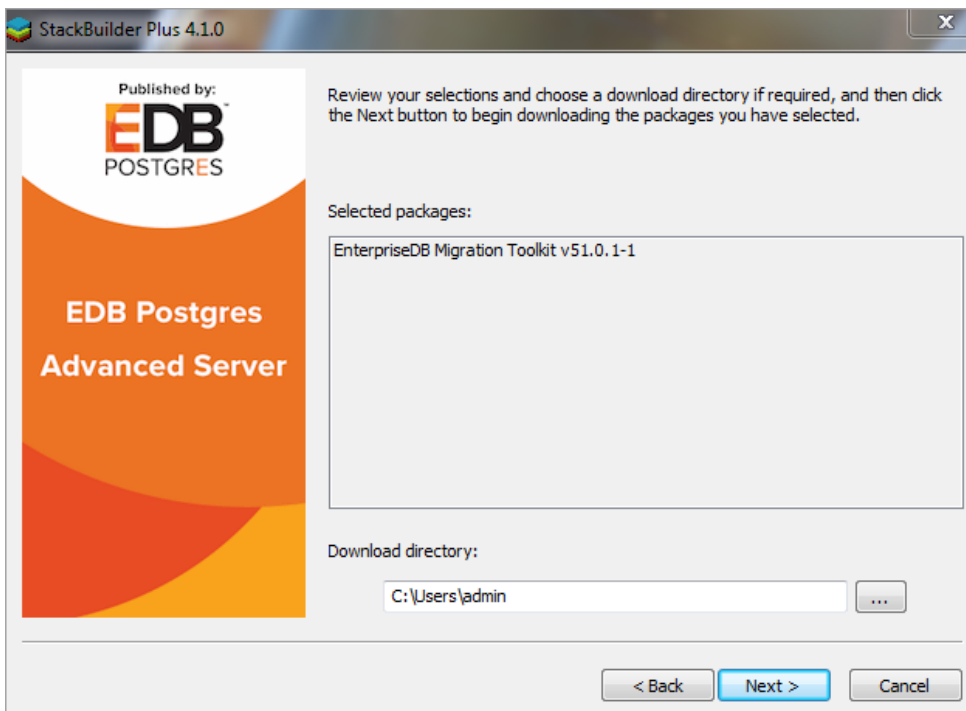 StackBuilder Plus 4.1.0
X
Published by:
EDB™
POSTGRES
EDB Postgres
Advanced Server
Review your selections and choose a download directory if required, and then click
the Next button to begin downloading the packages you have selected.
Selected packages:
EnterpriseDB Migration Toolkit v51.0.1-1
Download directory:
C:\Users\admin
...
< Back
Next >
Cancel